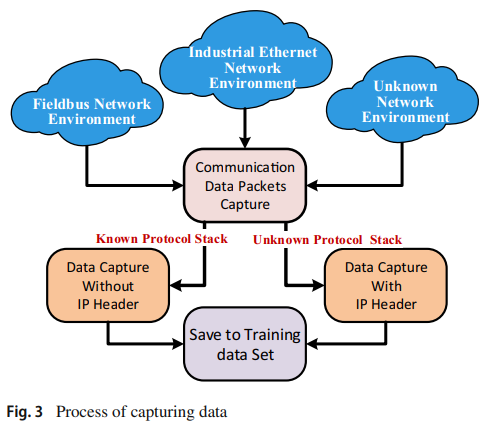 Industrial Ethernet
Network
Environment
Fieldbus Network
Environment
Unknown
Network
Environment
Communication
Data Packets
Capture
Known Protocol Stack
Unknown Protocol Stack
Data Capture
Without
IP Header
Data Capture
With
IP Header
Save to Training
data Set
Fig. 3 Process of capturing data